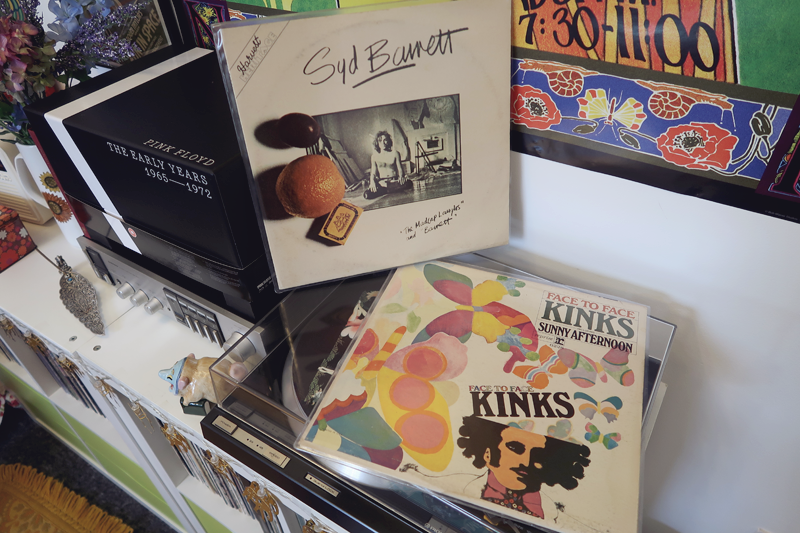 7:30-11:00
Harvest
Syd Barrett
PINK FLOYD
THE EARLY YEARS
1965—1972
"The Madcap Laughs"
and "Barrett"
FACE TO FACE
KINKS
SUNNY AFTERNOON
FACE TO FACE
KINKS